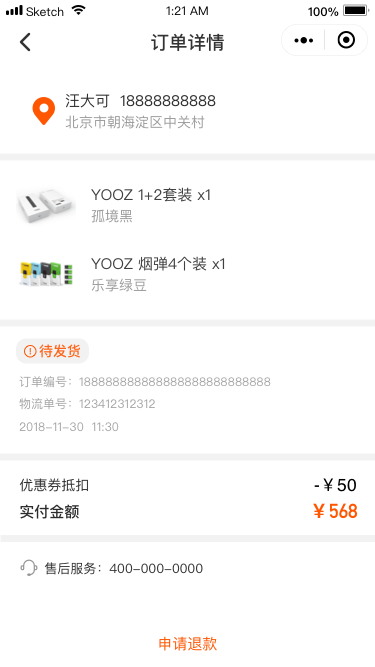 Sketch 1:21 AM 100%
订单详情
汪大可 18888888888
北京市朝海淀区中关村
YOOZ 1+2套装 x1
孤境黑
YOOZ 烟弹4个装 x1
乐享绿豆
待发货
订单编号：1888888888888888888888888888
物流单号：123412312312
2018-11-30 11:30
优惠券抵扣 -￥50
实付金额 ￥568
售后服务：400-000-0000
申请退款